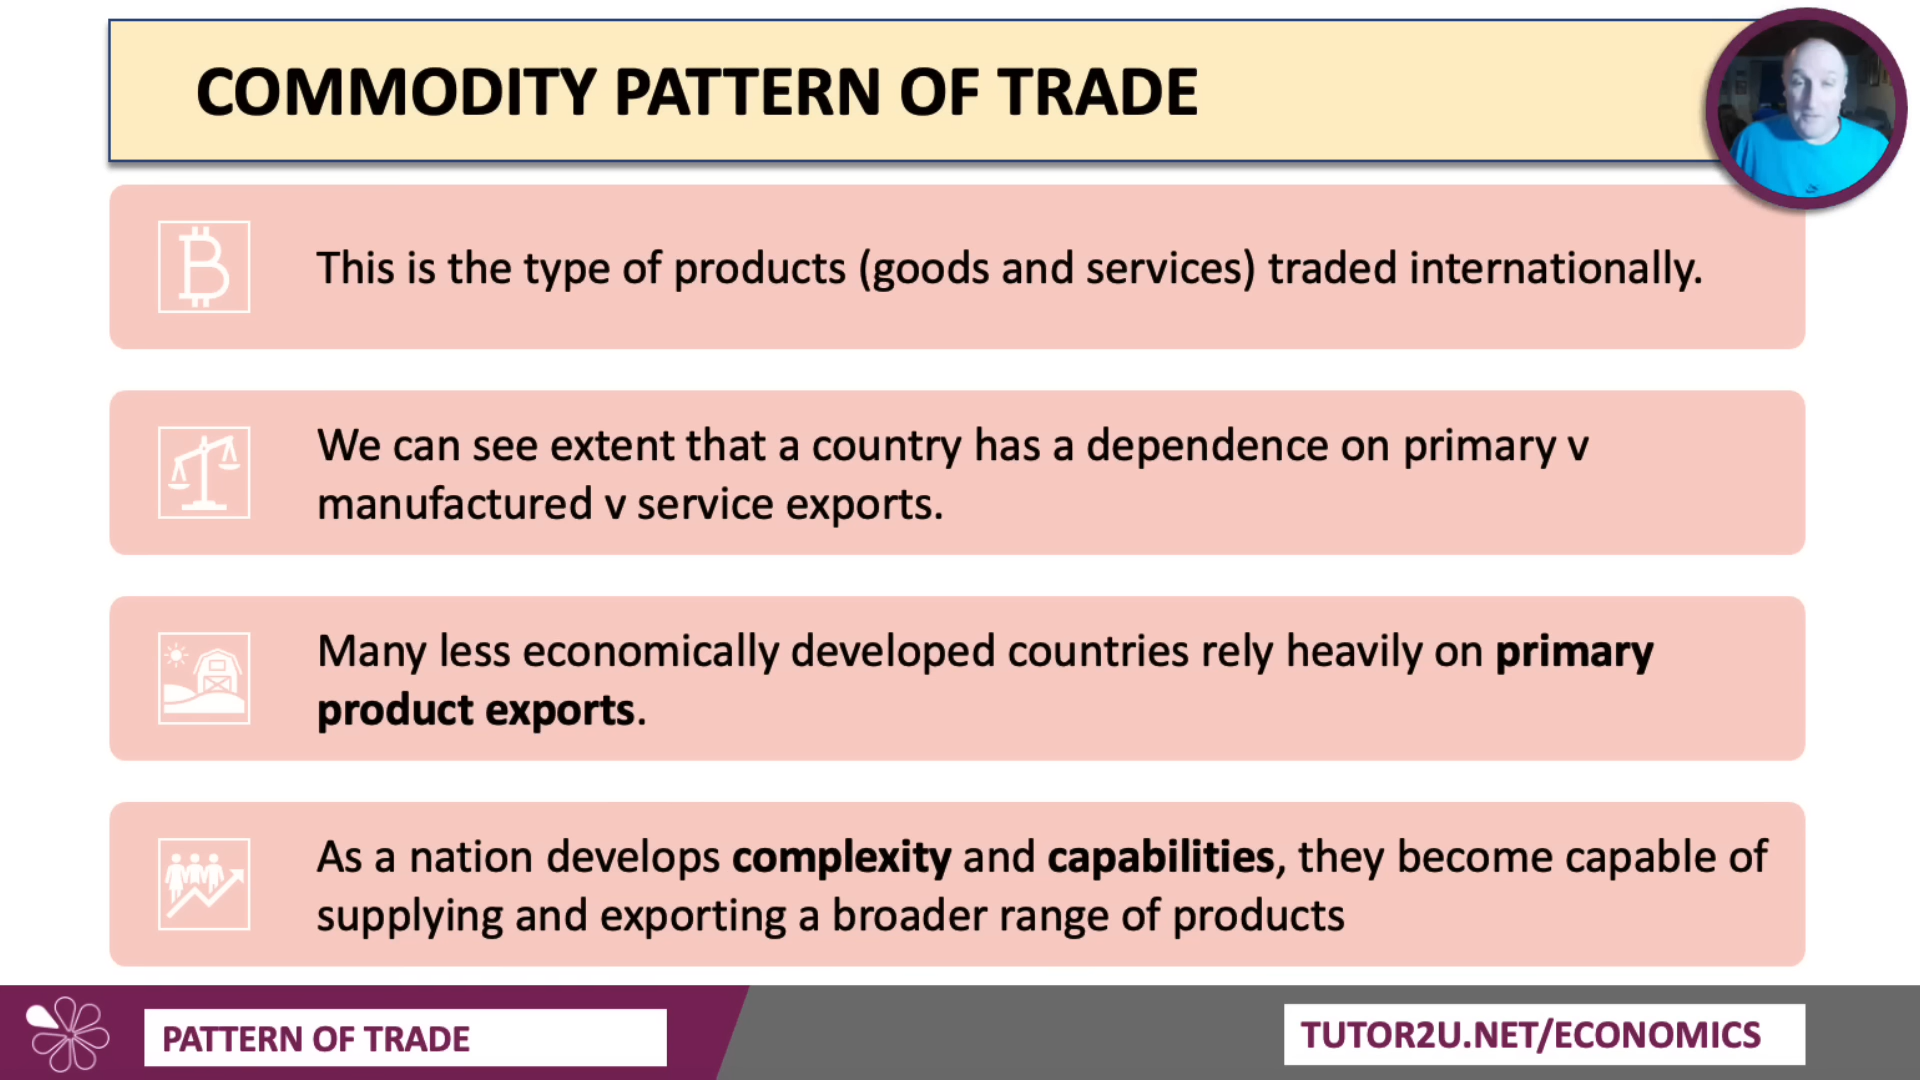 COMMODITY PATTERN OF TRADE
This is the type of products (goods and services) traded internationally.
We can see extent that a country has a dependence on primary v
manufactured v service exports.
Many less economically developed countries rely heavily on primary
product exports.
As a nation develops complexity and capabilities, they become capable of
supplying and exporting a broader range of products
PATTERN OF TRADE
TUTOR2U.NET/ECONOMICS